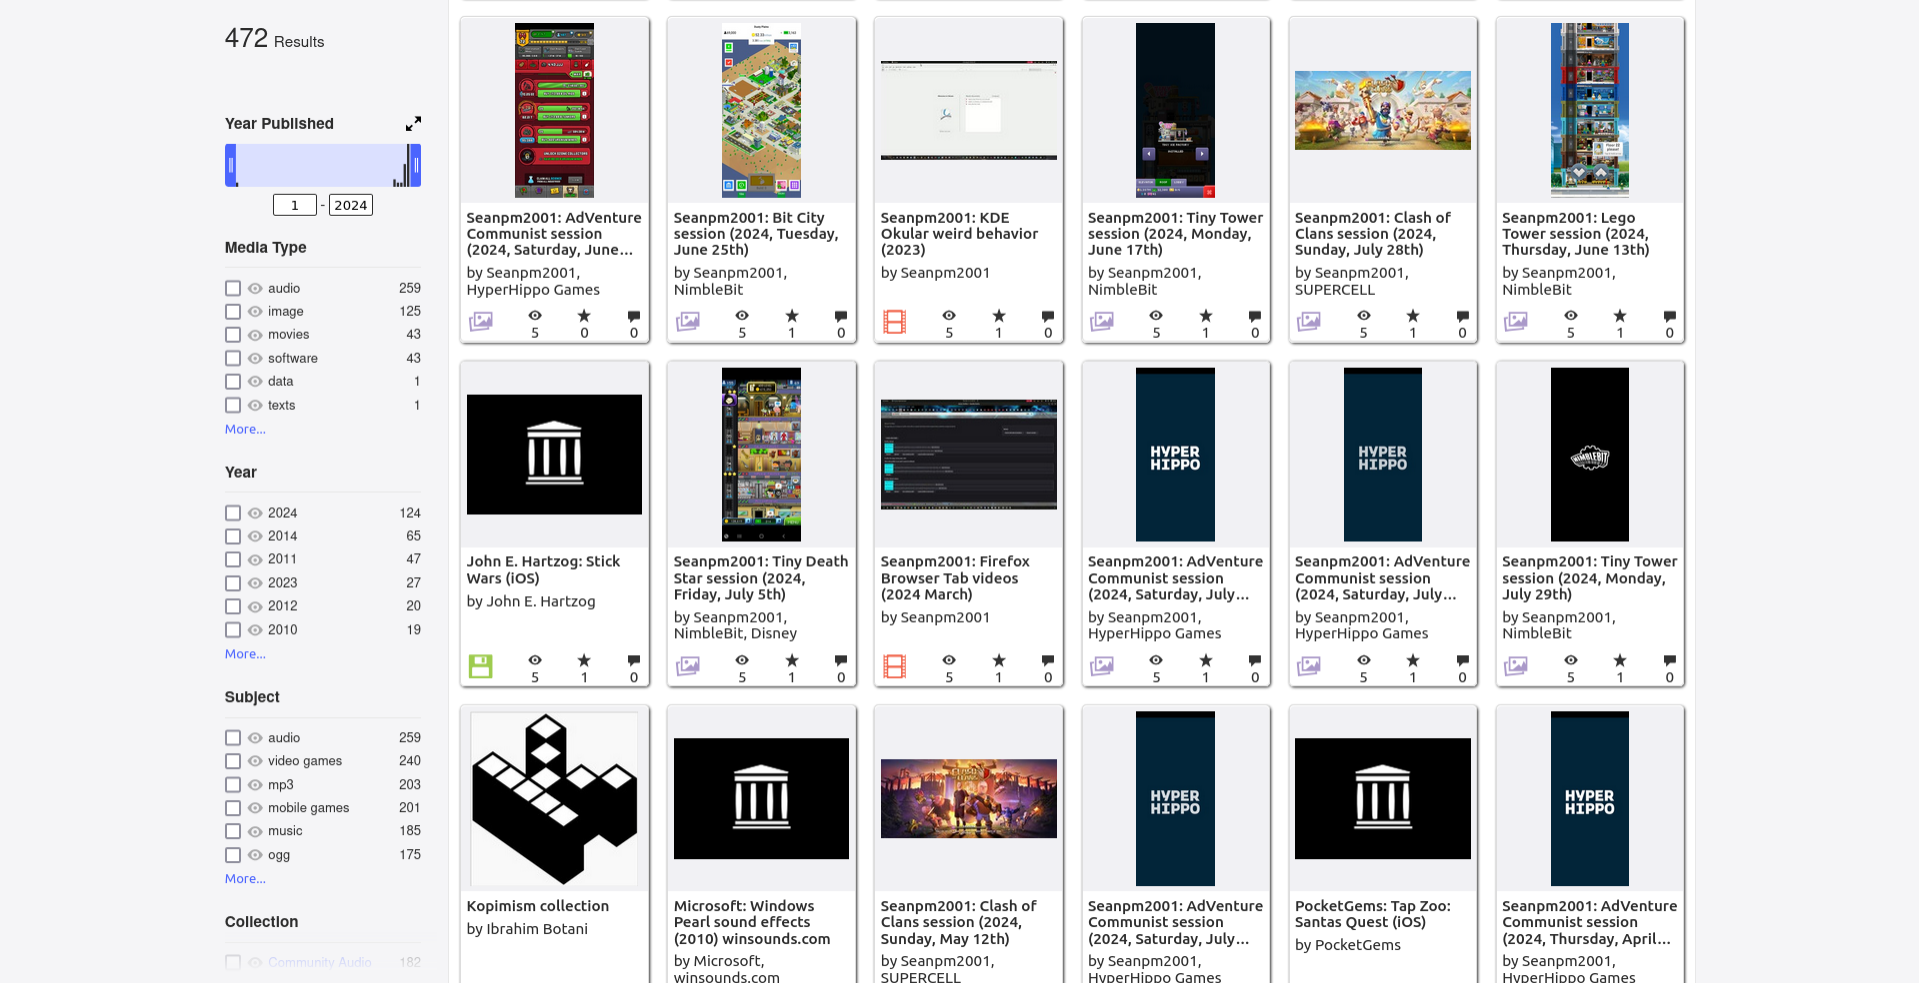 472 Results
Year Published
1 - 2024
Media Type
audio 259
image 125
movies 43
software 43
data 1
texts 1
More...
Year
2024 124
2014 65
2011 47
2023 27
2012 20
2010 19
More...
Subject
audio 259
video games 240
mp3 203
mobile games 201
music 185
ogg 175
More...
Collection
Community Audio 182
Seanpm2001: AdVenture
Communist session
(2024, Saturday, June...
by Seanpm2001,
HyperHippo Games
5 0 0
Seanpm2001: Bit City
session (2024, Tuesday,
June 25th)
by Seanpm2001,
NimbleBit
5 1 0
Seanpm2001: KDE
Okular weird behavior
(2023)
by Seanpm2001
5 1 0
Seanpm2001: Tiny Tower
session (2024, Monday,
June 17th)
by Seanpm2001,
NimbleBit
5 1 0
Seanpm2001: Clash of
Clans session (2024,
Sunday, July 28th)
by Seanpm2001,
SUPERCELL
5 1 0
Seanpm2001: Lego
Tower session (2024,
Thursday, June 13th)
by Seanpm2001,
NimbleBit
5 1 0
John E. Hartzog: Stick
Wars (iOS)
by John E. Hartzog
5 1 0
Seanpm2001: Tiny Death
Star session (2024,
Friday, July 5th)
by Seanpm2001,
NimbleBit, Disney
5 1 0
Seanpm2001: Firefox
Browser Tab videos
(2024 March)
by Seanpm2001
5 1 0
HYPER
HIPPO
Seanpm2001: AdVenture
Communist session
(2024, Saturday, July...
by Seanpm2001,
HyperHippo Games
5 1 0
HYPER
HIPPO
Seanpm2001: AdVenture
Communist session
(2024, Saturday, July...
by Seanpm2001,
HyperHippo Games
5 1 0
NIMBLEBIT
Seanpm2001: Tiny Tower
session (2024, Monday,
July 29th)
by Seanpm2001,
NimbleBit
5 1 0
Kopimism collection
by Ibrahim Botani
Microsoft: Windows
Pearl sound effects
(2010) winsounds.com
by Microsoft,
winsounds.com
Seanpm2001: Clash of
Clans session (2024,
Sunday, May 12th)
by Seanpm2001,
SUPERCELL
HYPER
HIPPO
Seanpm2001: AdVenture
Communist session
(2024, Saturday, July...
by Seanpm2001,
HyperHippo Games
PocketGems: Tap Zoo:
Santas Quest (iOS)
by PocketGems
HYPER
HIPPO
Seanpm2001: AdVenture
Communist session
(2024, Thursday, April...
by Seanpm2001,
HyperHippo Games